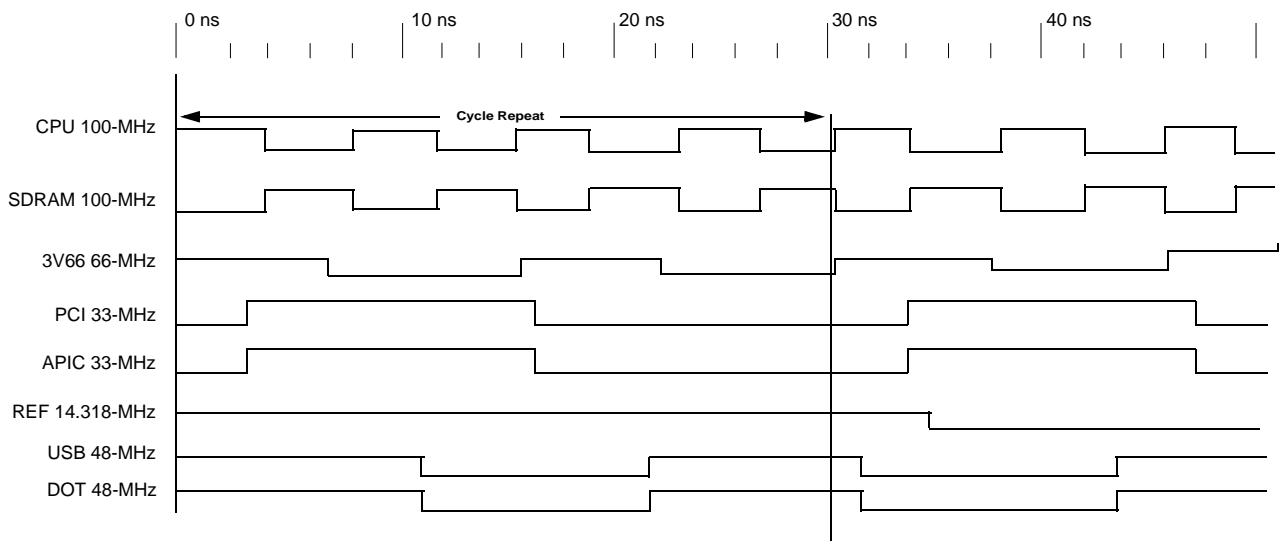 0 ns 10 ns 20 ns 30 ns 40 ns
Cycle Repeat
CPU 100-MHz
SDRAM 100-MHz
3V66 66-MHz
PCI 33-MHz
APIC 33-MHz
REF 14.318-MHz
USB 48-MHz
DOT 48-MHz